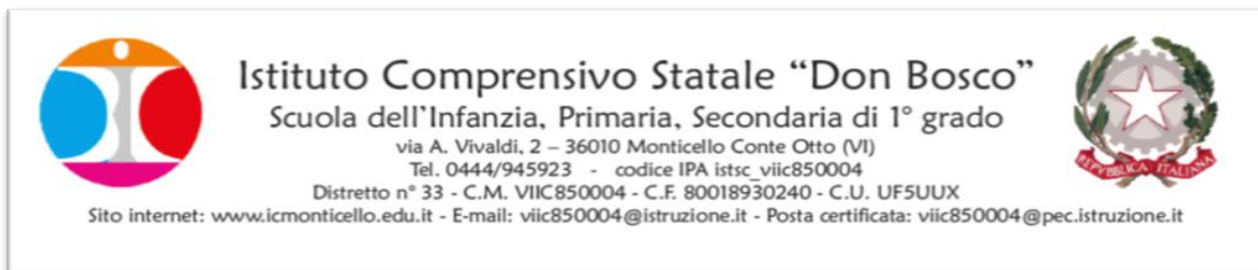 Istituto Comprensivo Statale “Don Bosco”
Scuola dell'Infanzia, Primaria, Secondaria di 1° grado
via A. Vivaldi, 2 – 36010 Monticello Conte Otto (VI)
Tel. 0444/945923 - codice IPA istsc_viic850004
Distretto n° 33 - C.M. VIIC850004 - C.F. 80018930240 - C.U. UF5UUX
Sito internet: www.icmonticello.edu.it - E-mail: viic850004@istruzione.it - Posta certificata: viic850004@pec.istruzione.it
REPVBBLICA ITALIANA